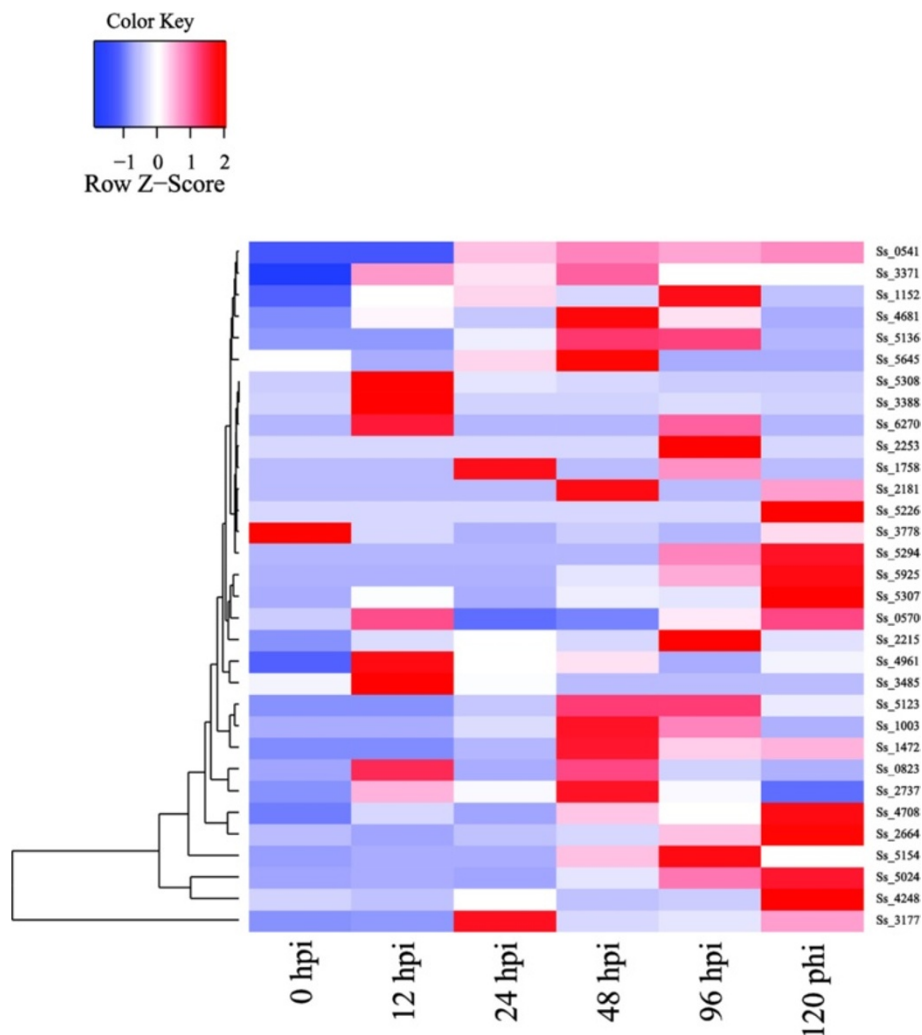 Color Key
−1 0 1 2
Row Z−Score
Ss_0541
Ss_3371
Ss_1152
Ss_4681
Ss_5136
Ss_5645
Ss_5308
Ss_3388
Ss_6270
Ss_2253
Ss_1758
Ss_2181
Ss_5226
Ss_3778
Ss_5294
Ss_5925
Ss_5307
Ss_0570
Ss_2215
Ss_4961
Ss_3485
Ss_5123
Ss_1003
Ss_1472
Ss_0823
Ss_2737
Ss_4708
Ss_2664
Ss_5154
Ss_5024
Ss_4248
Ss_3177
0 hpi
12 hpi
24 hpi
48 hpi
96 hpi
120 phi